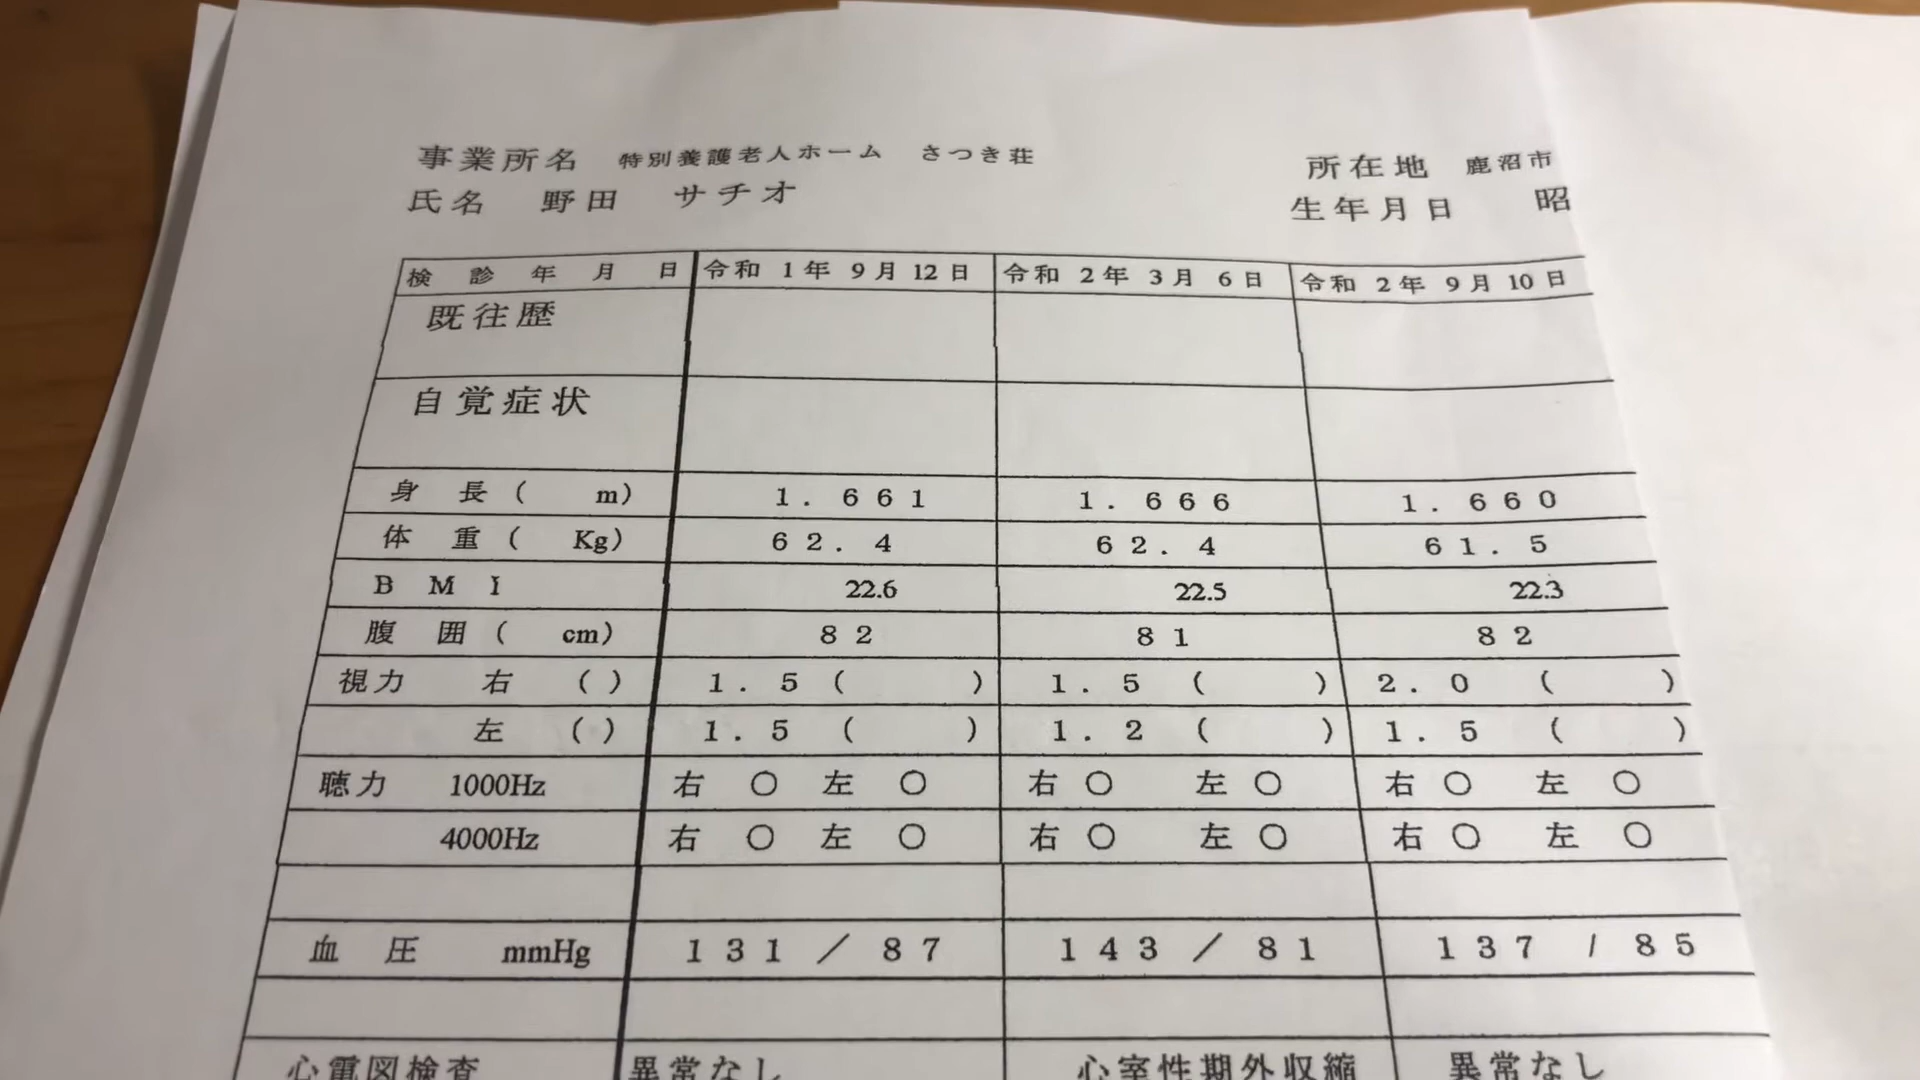 事業所名 特別養護老人ホーム さつき荘 所在地 鹿沼市
氏名 野田 サチオ 生年月日 昭
検診年月日 令和 1年 9月 12日 令和 2年 3月 6日 令和 2年 9月 10日
既往歴
自覚症状
身長( m) 1.661 1.666 1.660
体重( Kg) 62.4 62.4 61.5
BMI 22.6 22.5 22.3
腹囲( cm) 82 81 82
視力 右 ( ) 1.5 ( ) 1.5 ( ) 2.0 ( )
左 ( ) 1.5 ( ) 1.2 ( ) 1.5 ( )
聴力 1000Hz 右 ○ 左 ○ 右 ○ 左 ○ 右 ○ 左 ○
4000Hz 右 ○ 左 ○ 右 ○ 左 ○ 右 ○ 左 ○
血圧 mmHg 131/87 143/81 137/85
心電図検査 異常なし 心室性期外収縮 異常なし